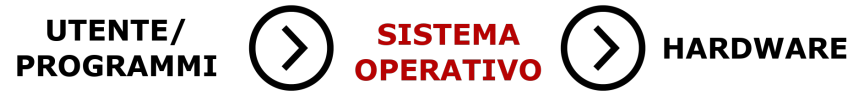 UTENTE/
PROGRAMMI
SISTEMA
OPERATIVO
HARDWARE